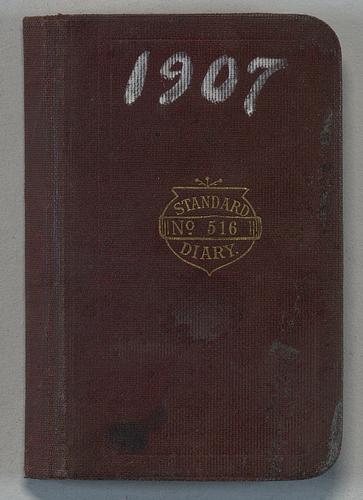 1907
STANDARD
No 516
DIARY.